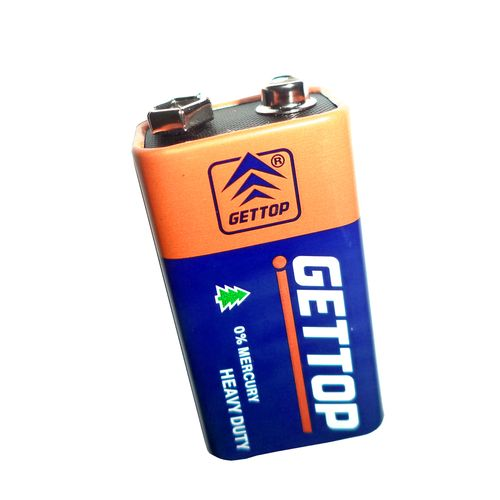 ®
GETTOP
GETTOP
0% MERCURY
HEAVY DUTY